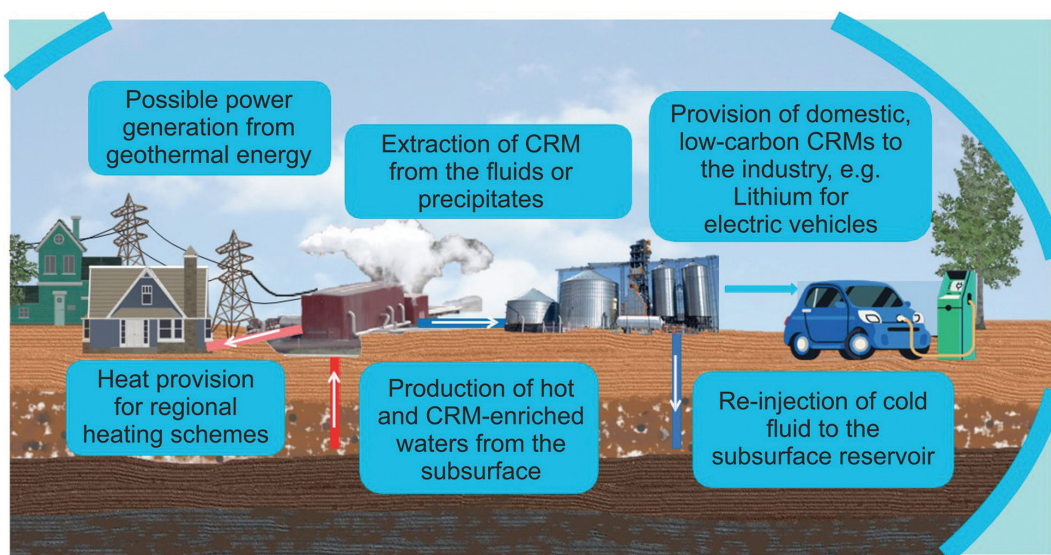 Possible power
generation from
geothermal energy
Extraction of CRM
from the fluids or
precipitates
Provision of domestic,
low-carbon CRMs to
the industry, e.g.
Lithium for
electric vehicles
Heat provision
for regional
heating schemes
Production of hot
and CRM-enriched
waters from the
subsurface
Re-injection of cold
fluid to the
subsurface reservoir